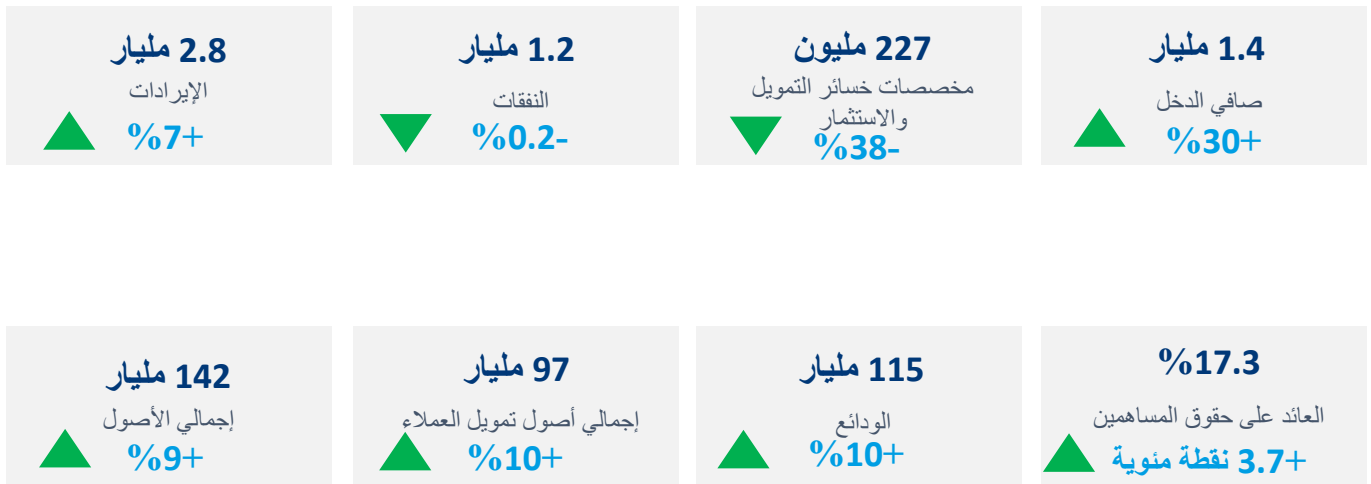 1.4 مليار
صافي الدخل
+30%
227 مليون
مخصصات خسائر التمويل
والاستثمار
-38%
1.2 مليار
النفقات
-0.2%
2.8 مليار
الإيرادات
+7%
17.3%
العائد على حقوق المساهمين
+3.7 نقطة مئوية
115 مليار
الودائع
+10%
97 مليار
إجمالي أصول تمويل العملاء
+10%
142 مليار
إجمالي الأصول
+9%